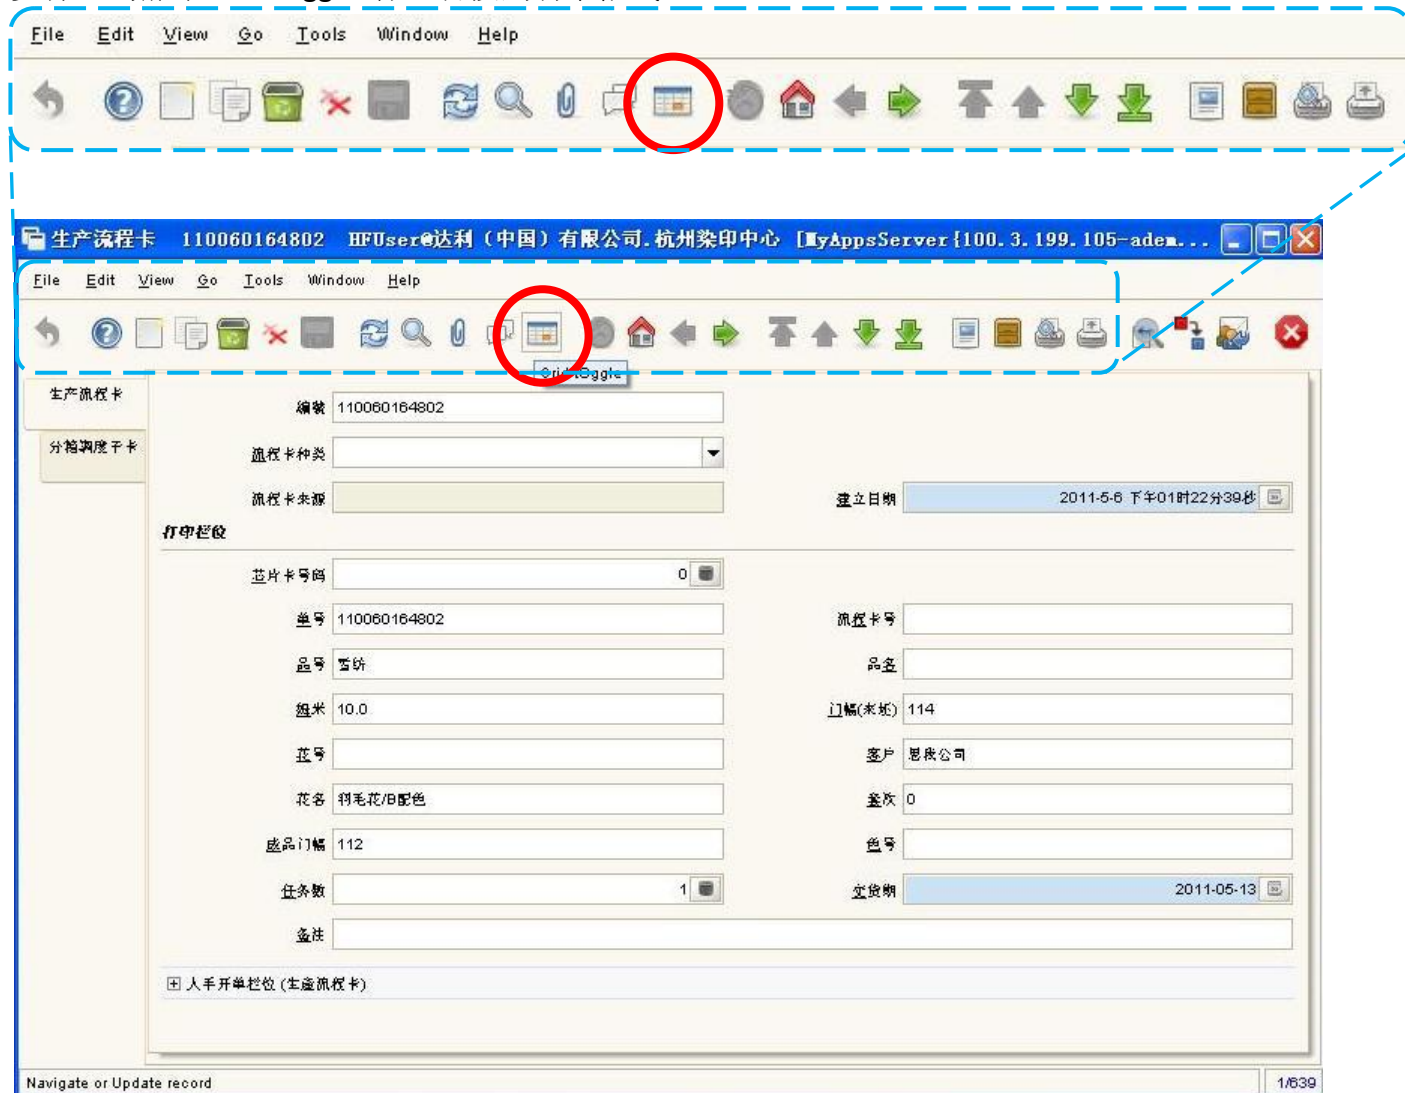 File Edit View Go Tools Window Help
生产流程卡 110060164802 HFUser@达利（中国）有限公司.杭州染印中心 [MyAppsServer{100.3.199.105-adem...
File Edit View Go Tools Window Help
生产流程卡
编号 110060164802
分箱调度子卡
流程卡种类
流程卡来源
建立日期 2011-5-6 下午01时22分39秒
打印栏位
芯片卡号码 0
单号 110060164802
流程卡号
品号 雪纺
品名
姆米 10.0
门幅(来坯) 114
花号
客户
花名 羽毛花/B配色
套次 0
成品门幅 112
色号
任务数 1
交货期 2011-05-13
备注
人手开单栏位 (生产流程卡)
Navigate or Update record
1/639